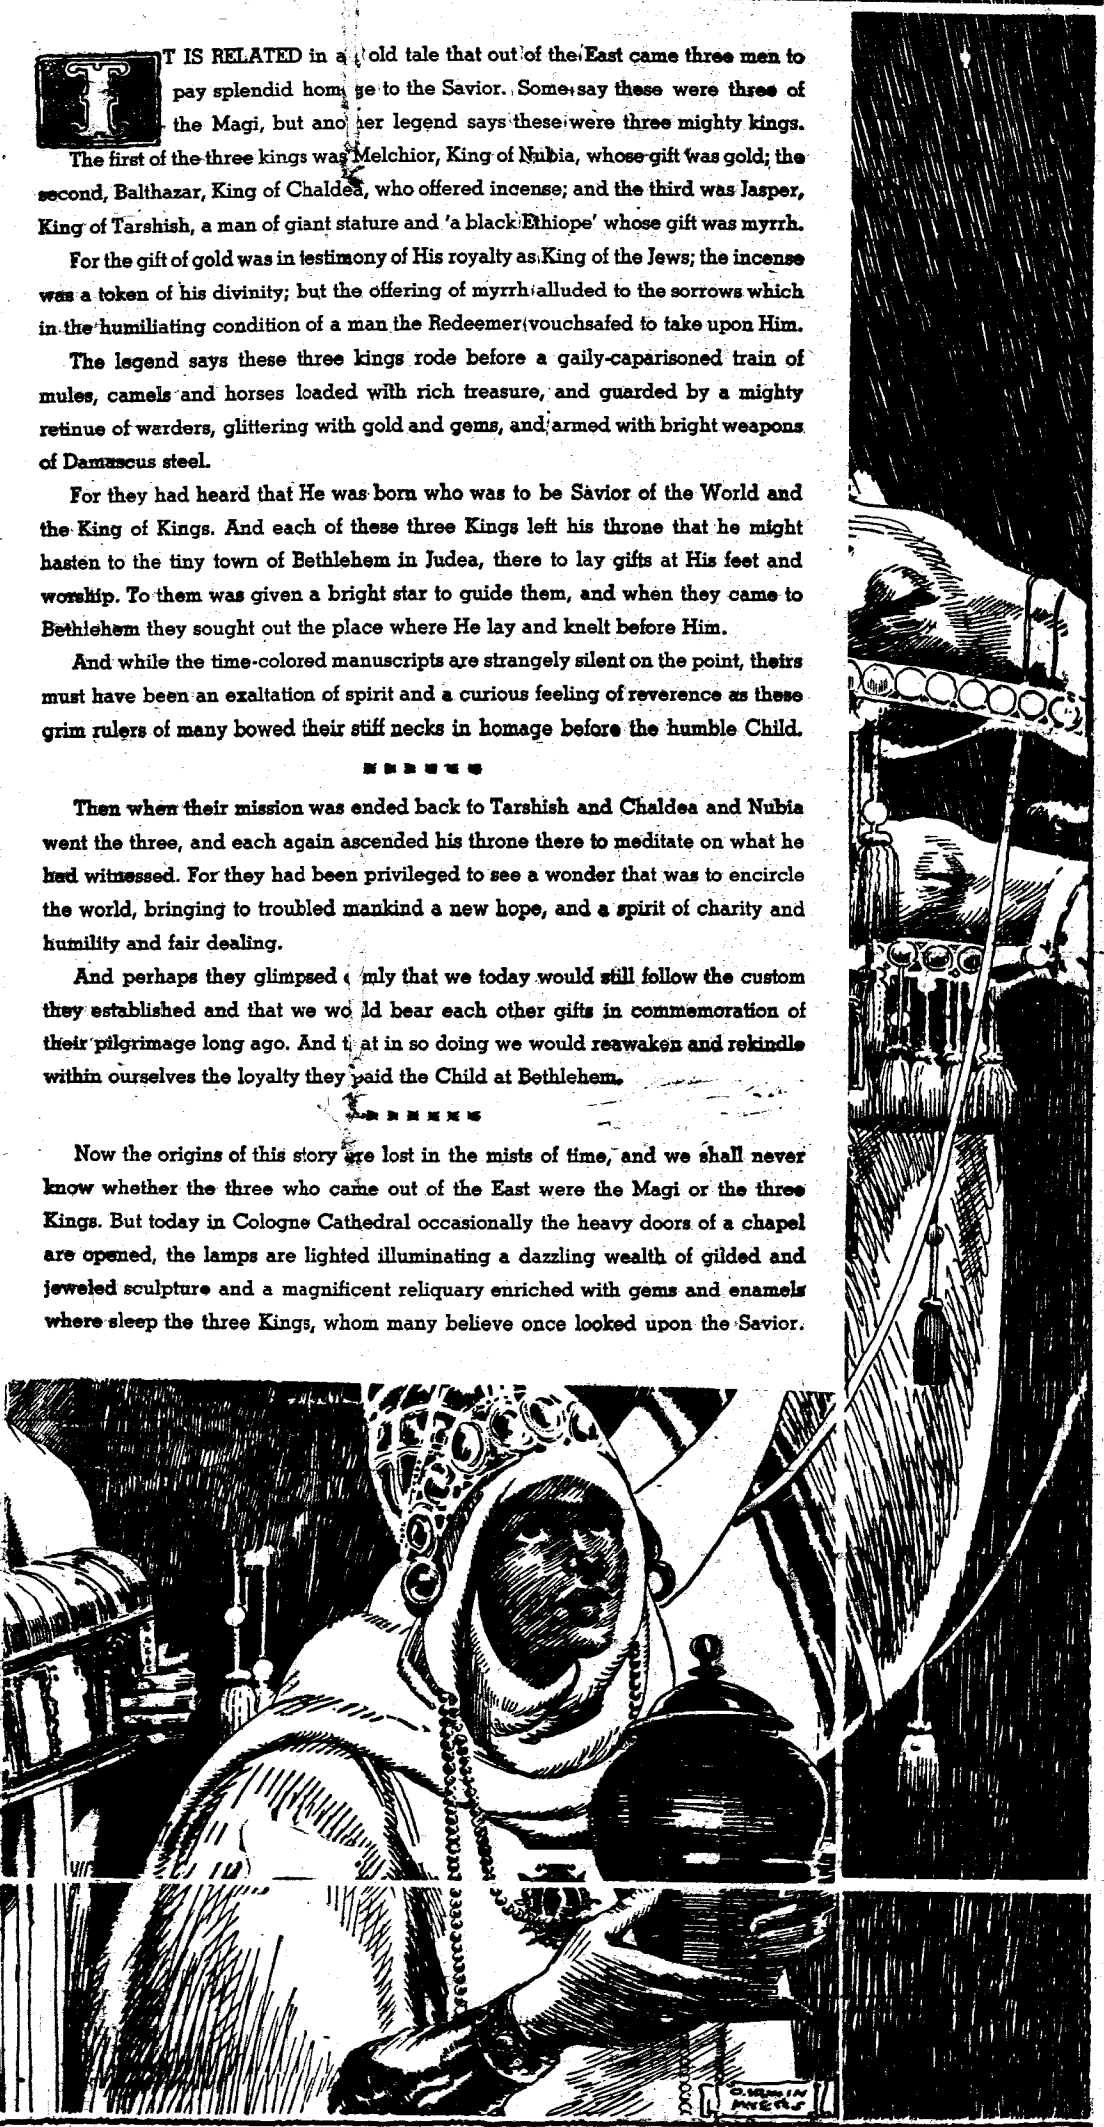 IT IS RELATED in a old tale that out of the East came three men to
pay splendid homage to the Savior. Some say these were three of
the Magi, but another legend says these were three mighty kings.
The first of the three kings was Melchior, King of Nubia, whose gift was gold; the
second, Balthazar, King of Chaldea, who offered incense; and the third was Jasper,
King of Tarshish, a man of giant stature and 'a black Ethiope' whose gift was myrrh.
For the gift of gold was in testimony of His royalty as King of the Jews; the incense
was a token of his divinity; but the offering of myrrh alluded to the sorrows which
in the humiliating condition of a man the Redeemer vouchsafed to take upon Him.
The legend says these three kings rode before a gaily-caparisoned train of
mules, camels and horses loaded with rich treasure, and guarded by a mighty
retinue of warders, glittering with gold and gems, and armed with bright weapons
of Damascus steel.
For they had heard that He was born who was to be Savior of the World and
the King of Kings. And each of these three Kings left his throne that he might
hasten to the tiny town of Bethlehem in Judea, there to lay gifts at His feet and
worship. To them was given a bright star to guide them, and when they came to
Bethlehem they sought out the place where He lay and knelt before Him.
And while the time-colored manuscripts are strangely silent on the point, theirs
must have been an exaltation of spirit and a curious feeling of reverence as these
grim rulers of many bowed their stiff necks in homage before the humble Child.
Then when their mission was ended back to Tarshish and Chaldea and Nubia
went the three, and each again ascended his throne there to meditate on what he
had witnessed. For they had been privileged to see a wonder that was to encircle
the world, bringing to troubled mankind a new hope, and a spirit of charity and
humility and fair dealing.
And perhaps they glimpsed dimly that we today would still follow the custom
they established and that we would bear each other gifts in commemoration of
their pilgrimage long ago. And that in so doing we would reawaken and rekindle
within ourselves the loyalty they paid the Child at Bethlehem.
Now the origins of this story are lost in the mists of time, and we shall never
know whether the three who came out of the East were the Magi or the three
Kings. But today in Cologne Cathedral occasionally the heavy doors of a chapel
are opened, the lamps are lighted illuminating a dazzling wealth of gilded and
jeweled sculpture and a magnificent reliquary enriched with gems and enamels
where sleep the three Kings, whom many believe once looked upon the Savior.
O. IRWIN
MYERS